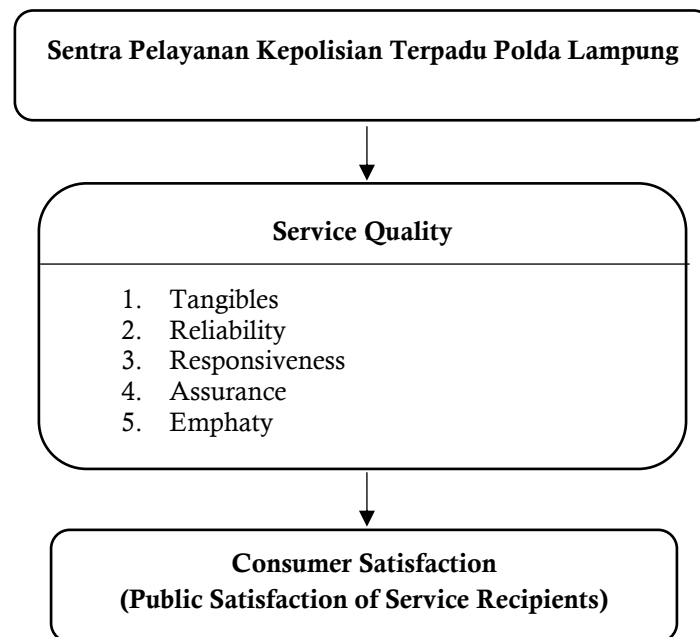 Sentra Pelayanan Kepolisian Terpadu Polda Lampung
Service Quality
1. Tangibles
2. Reliability
3. Responsiveness
4. Assurance
5. Emphaty
Consumer Satisfaction
(Public Satisfaction of Service Recipients)